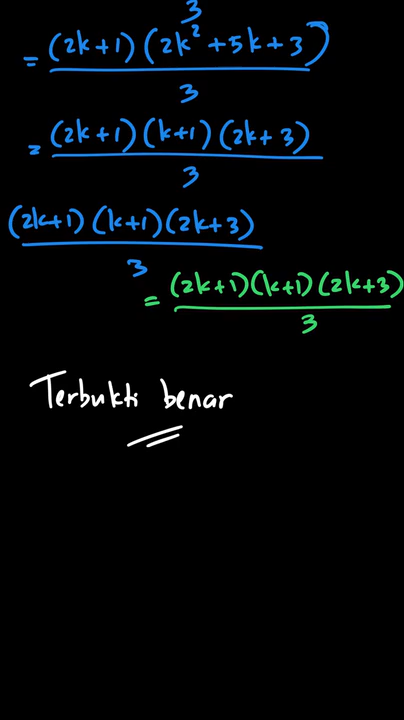 3
= (2k+1)(2k²+5k+3)
3
= (2k+1)(k+1)(2k+3)
3
(2k+1)(k+1)(2k+3)
3
= (2k+1)(k+1)(2k+3)
3
Terbukti benar